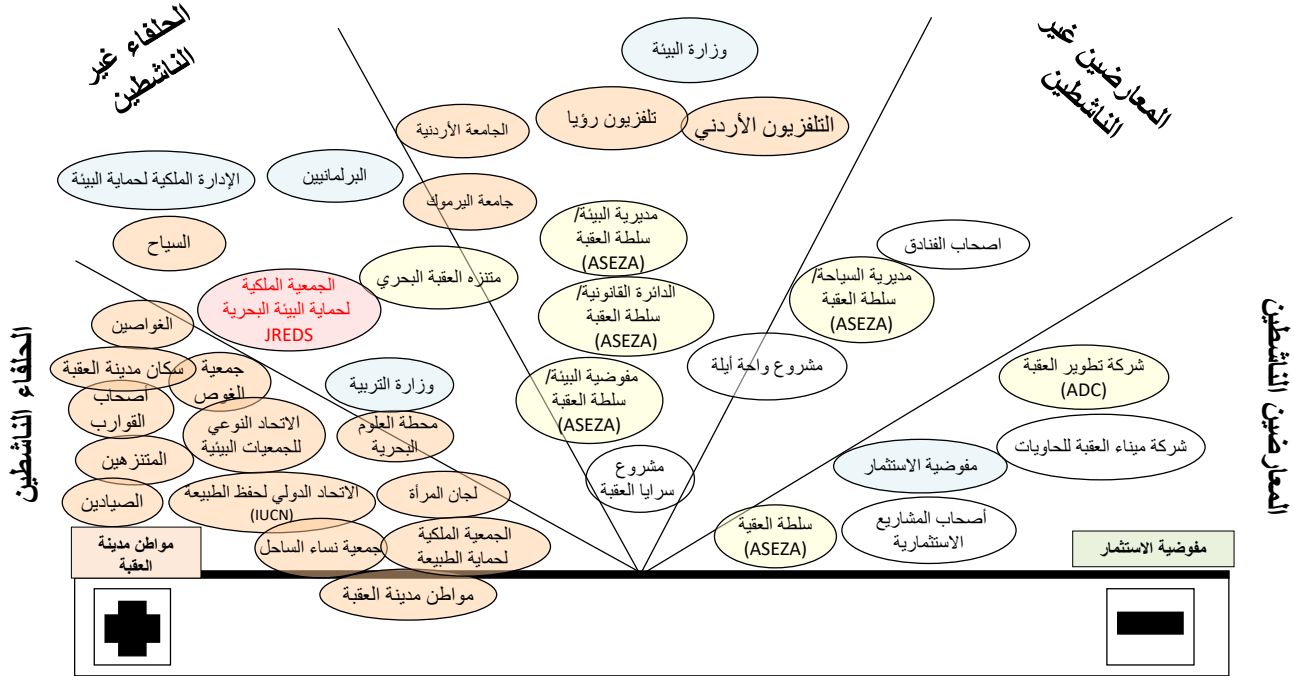 الحلفاء غير
الناشطين
المعارضين غير
الناشطين
وزارة البيئة
الجامعة الأردنية
تلفزيون رؤيا
التلفزيون الأردني
الإدارة الملكية لحماية البيئة
البرلمانيين
جامعة اليرموك
السياح
مديرية البيئة/
سلطة العقبة
(ASEZA)
اصحاب الفنادق
الجمعية الملكية
لحماية البيئة البحرية
JREDS
متنزه العقبة البحري
الدائرة القانونية/
سلطة العقبة
(ASEZA)
مديرية السياحة/
سلطة العقبة
(ASEZA)
الحلفاء الناشطين
المعارضين الناشطين
الغواصين
سكان مدينة العقبة
جمعية
الغوص
وزارة التربية
مفوضية البيئة/
سلطة العقبة
(ASEZA)
مشروع واحة أيلة
شركة تطوير العقبة
(ADC)
أصحاب
القوارب
الاتحاد النوعي
للجمعيات البيئية
محطة العلوم
البحرية
شركة ميناء العقبة للحاويات
المتنزهين
مشروع
سرايا العقبة
مفوضية الاستثمار
الصيادين
الاتحاد الدولي لحفظ الطبيعة
(IUCN)
لجان المرأة
سلطة العقية
(ASEZA)
أصحاب المشاريع
الاستثمارية
مواطن مدينة
العقبة
جمعية نساء الساحل
الجمعية الملكية
لحماية الطبيعة
مفوضية الاستثمار
مواطن مدينة العقبة